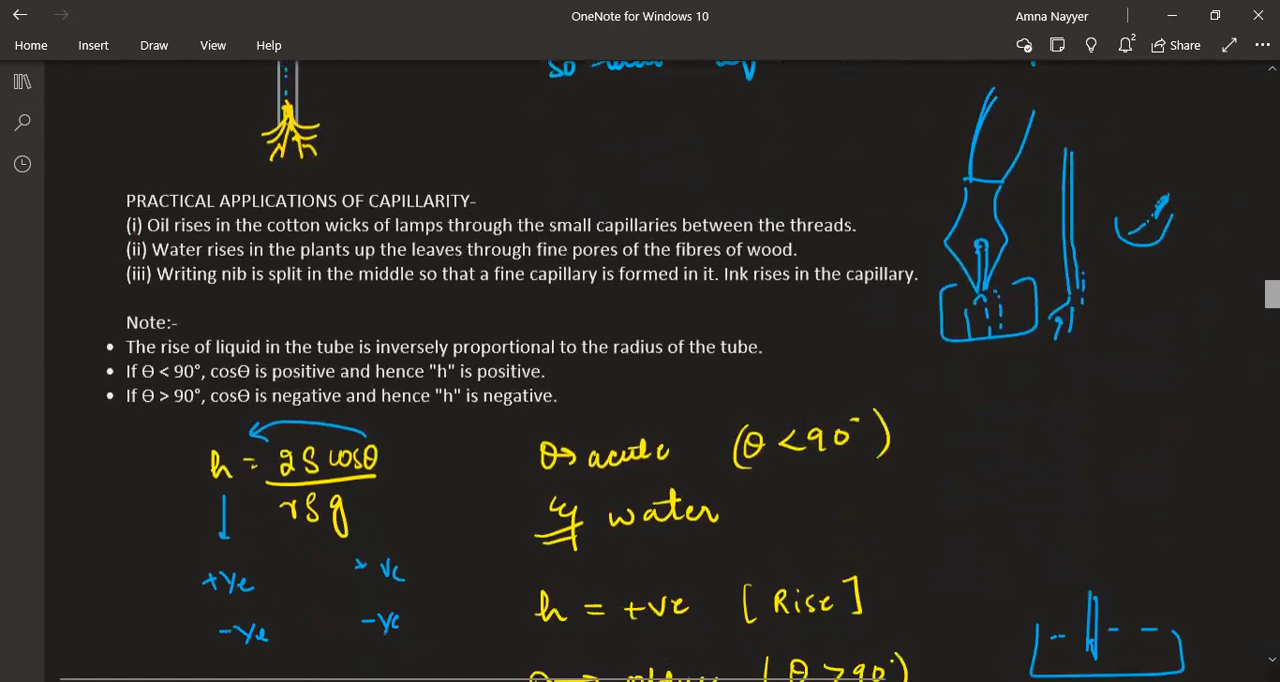 OneNote for Windows 10
Amna Nayyer
Home Insert Draw View Help
2 Share
so
PRACTICAL APPLICATIONS OF CAPILLARITY-
(i) Oil rises in the cotton wicks of lamps through the small capillaries between the threads.
(ii) Water rises in the plants up the leaves through fine pores of the fibres of wood.
(iii) Writing nib is split in the middle so that a fine capillary is formed in it. Ink rises in the capillary.
Note:-
• The rise of liquid in the tube is inversely proportional to the radius of the tube.
• If Θ < 90°, cosΘ is positive and hence "h" is positive.
• If Θ > 90°, cosΘ is negative and hence "h" is negative.
h = 2S cosθ
rρg
θ→ acute (θ < 90°)
eg water
+ve +ve
h = +ve [Rise]
-ve -ve
(θ > 90°)